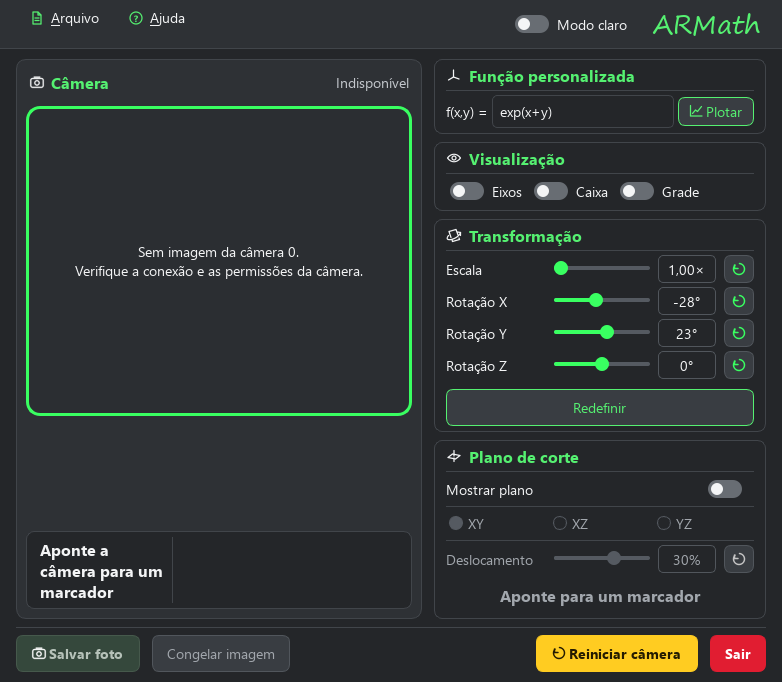 Arquivo Ajuda Modo claro ARMath
Câmera Indisponível
Sem imagem da câmera 0.
Verifique a conexão e as permissões da câmera.
Aponte a
câmera para um
marcador
Função personalizada
f(x,y) = exp(x+y) Plotar
Visualização
Eixos Caixa Grade
Transformação
Escala 1,00×
Rotação X -28°
Rotação Y 23°
Rotação Z 0°
Redefinir
Plano de corte
Mostrar plano
XY XZ YZ
Deslocamento 30%
Aponte para um marcador
Salvar foto Congelar imagem Reiniciar câmera Sair